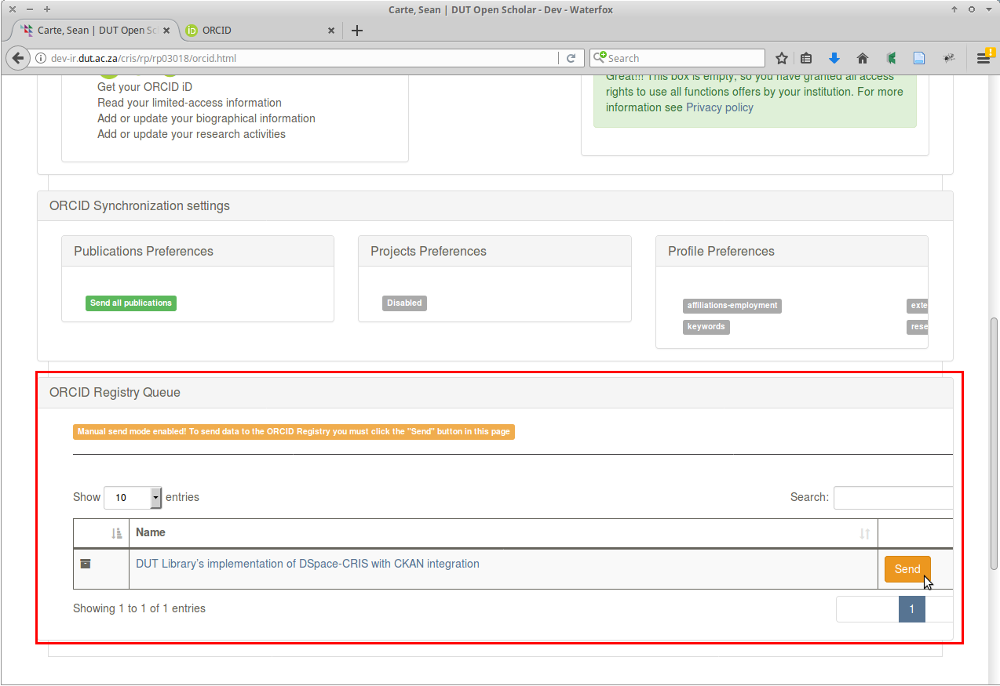 Carte, Sean | DUT Open Scholar - Dev - Waterfox
Carte, Sean | DUT Open Sc
iD ORCID
dev-ir.dut.ac.za/cris/rp/rp03018/orcid.html
Search
Get your ORCID iD
Read your limited-access information
Add or update your biographical information
Add or update your research activities
Great!!! This box is empty, so you have granted all access
rights to use all functions offers by your institution. For more
information see Privacy policy
ORCID Synchronization settings
Publications Preferences
Send all publications
Projects Preferences
Disabled
Profile Preferences
affiliations-employment
exte
keywords
rese
ORCID Registry Queue
Manual send mode enabled! To send data to the ORCID Registry you must click the "Send" button in this page
Show 10 entries
Search:
Name
DUT Library's implementation of DSpace-CRIS with CKAN integration
Send
Showing 1 to 1 of 1 entries
1